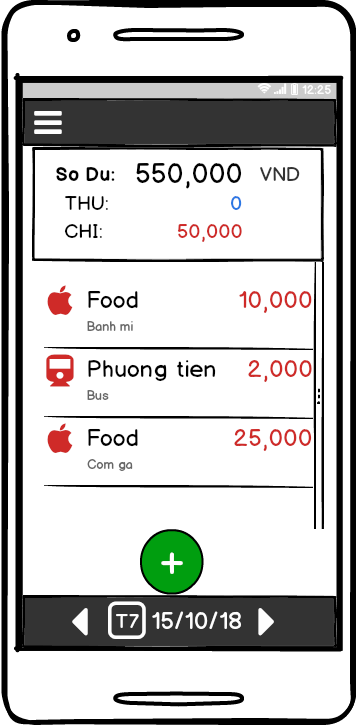 12:25
So Du: 550,000 VND
THU: 0
CHI: 50,000
Food 10,000
Banh mi
Phuong tien 2,000
Bus
Food 25,000
Com ga
+
T7 15/10/18